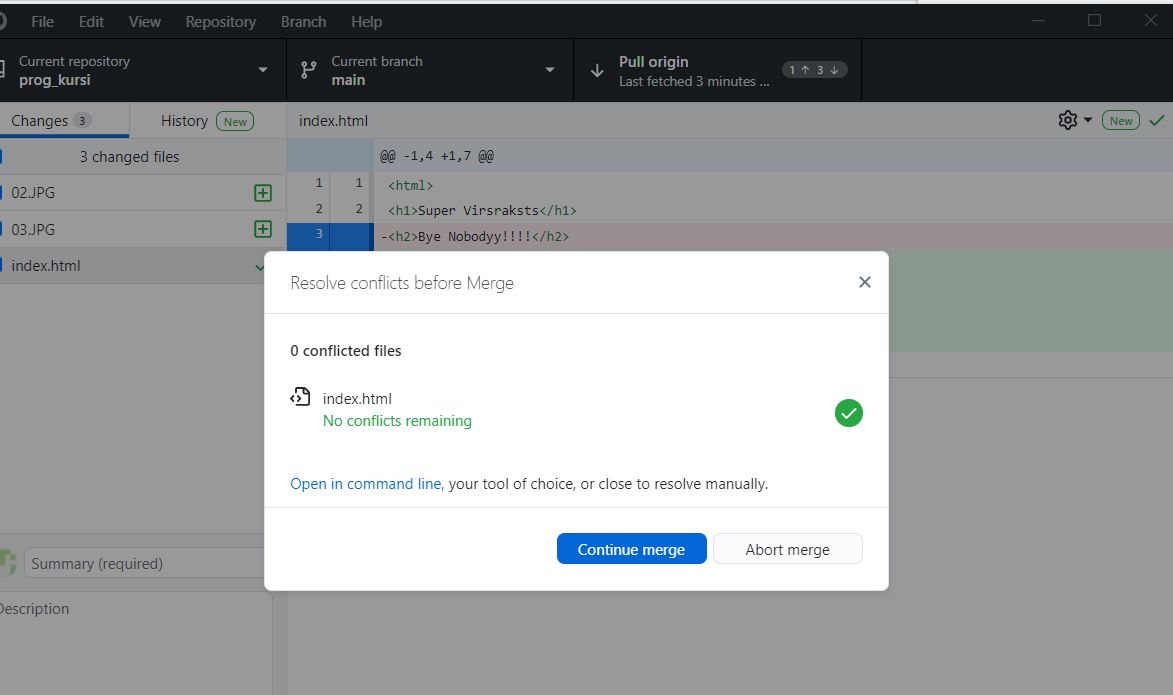 File Edit View Repository Branch Help
Current repository
prog_kursi
Current branch
main
Pull origin
Last fetched 3 minutes ...
1 ↑ 3 ↓
Changes 3
History New
index.html
New
3 changed files
@@ -1,4 +1,7 @@
02.JPG
03.JPG
index.html
1 1 <html>
2 2 <h1>Super Virsraksts</h1>
3 -<h2>Bye Nobodyy!!!!</h2>
Resolve conflicts before Merge
0 conflicted files
index.html
No conflicts remaining
Open in command line, your tool of choice, or close to resolve manually.
Continue merge
Abort merge
Summary (required)
Description